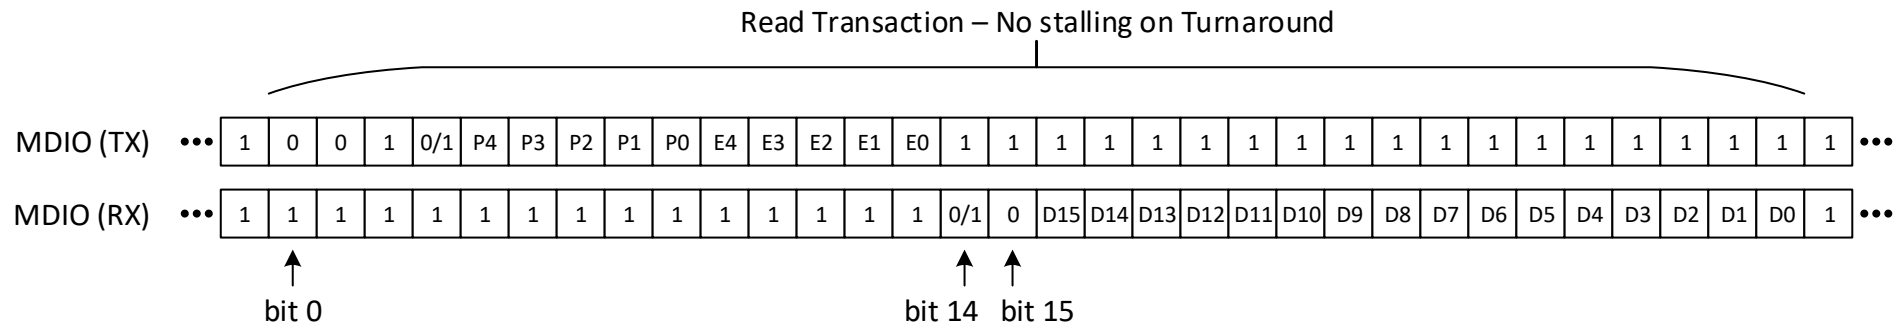 Read Transaction – No stalling on Turnaround
MDIO (TX) ••• 1 0 0 1 0/1 P4 P3 P2 P1 P0 E4 E3 E2 E1 E0 1 1 1 1 1 1 1 1 1 1 1 1 1 1 1 1 1 1 1 •••
MDIO (RX) ••• 1 1 1 1 1 1 1 1 1 1 1 1 1 1 1 0/1 0 D15 D14 D13 D12 D11 D10 D9 D8 D7 D6 D5 D4 D3 D2 D1 D0 1 •••
bit 0 bit 14 bit 15